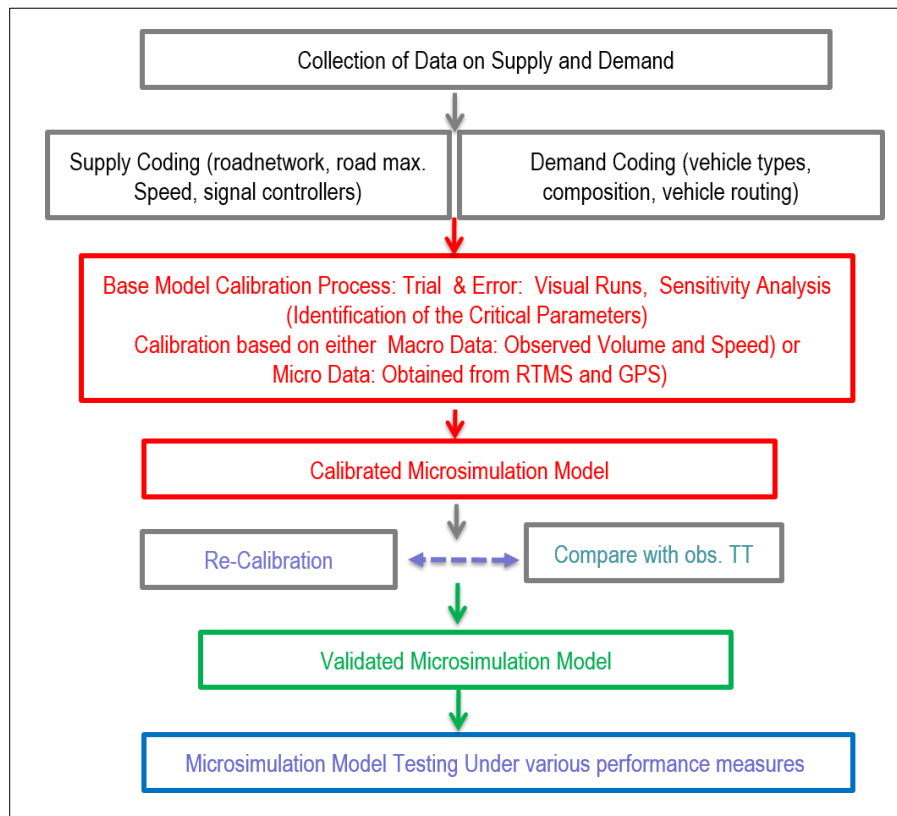 Collection of Data on Supply and Demand
Supply Coding (roadnetwork, road max.
Speed, signal controllers)
Demand Coding (vehicle types,
composition, vehicle routing)
Base Model Calibration Process: Trial & Error: Visual Runs, Sensitivity Analysis
(Identification of the Critical Parameters)
Calibration based on either Macro Data: Observed Volume and Speed) or
Micro Data: Obtained from RTMS and GPS)
Calibrated Microsimulation Model
Re-Calibration
Compare with obs. TT
Validated Microsimulation Model
Microsimulation Model Testing Under various performance measures